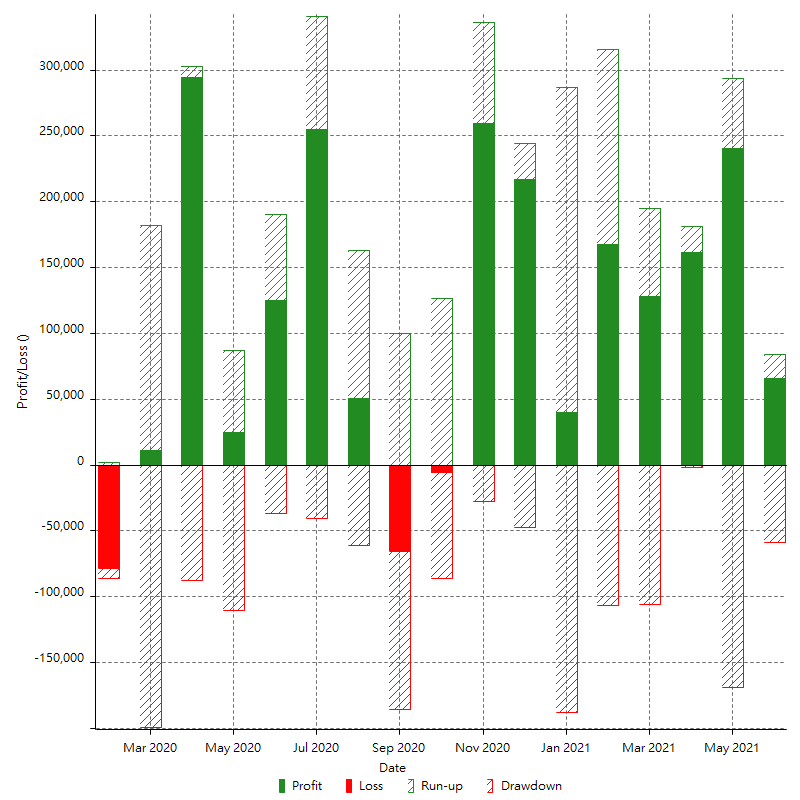 Profit/Loss ()
300,000
250,000
200,000
150,000
100,000
50,000
0
-50,000
-100,000
-150,000
Mar 2020 May 2020 Jul 2020 Sep 2020 Nov 2020 Jan 2021 Mar 2021 May 2021
Date
Profit Loss Run-up Drawdown